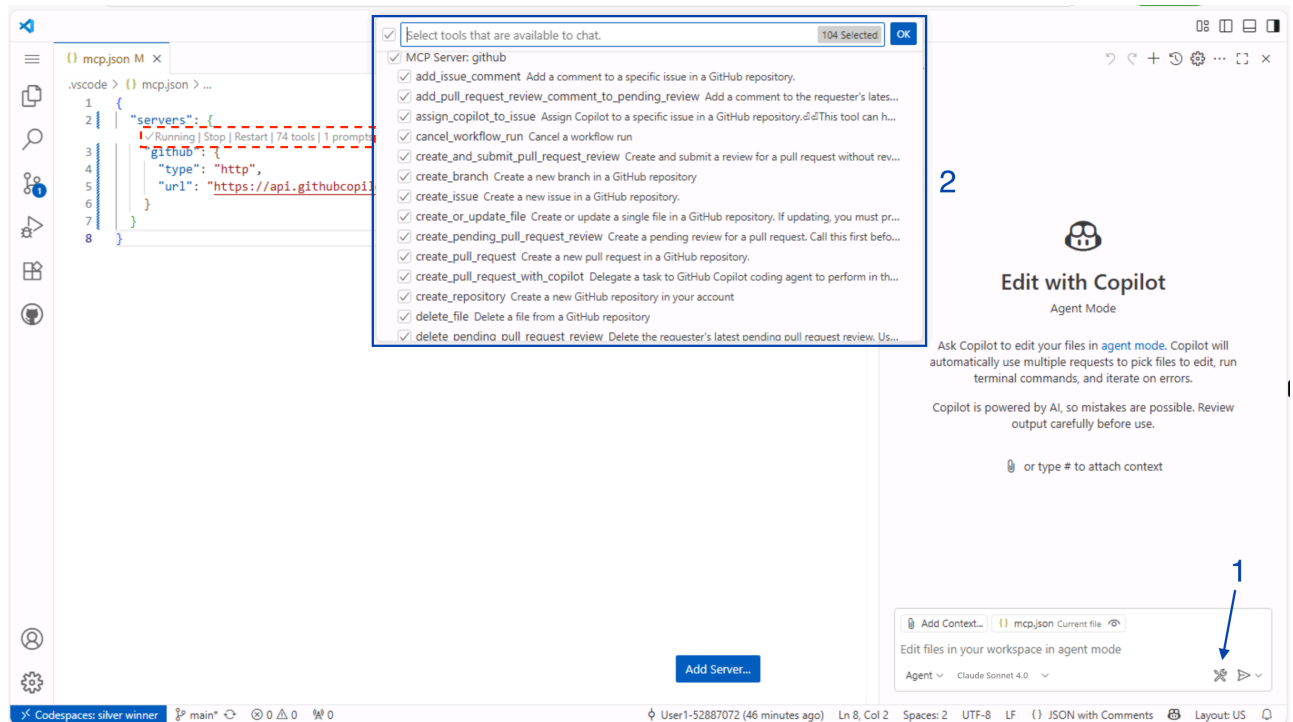 Select tools that are available to chat.
104 Selected
OK
MCP Server: github
add_issue_comment Add a comment to a specific issue in a GitHub repository.
add_pull_request_review_comment_to_pending_review Add a comment to the requester's lates...
assign_copilot_to_issue Assign Copilot to a specific issue in a GitHub repository.⏎⏎This tool can h...
cancel_workflow_run Cancel a workflow run
create_and_submit_pull_request_review Create and submit a review for a pull request without rev...
create_branch Create a new branch in a GitHub repository
create_issue Create a new issue in a GitHub repository.
create_or_update_file Create or update a single file in a GitHub repository. If updating, you must pr...
create_pending_pull_request_review Create a pending review for a pull request. Call this first befo...
create_pull_request Create a new pull request in a GitHub repository.
create_pull_request_with_copilot Delegate a task to GitHub Copilot coding agent to perform in th...
create_repository Create a new GitHub repository in your account
delete_file Delete a file from a GitHub repository
delete_pending_pull_request_review Delete the requester's latest pending pull request review. Us...
2
{} mcp.json M
.vscode > {} mcp.json > ...
1 {
2 "servers": {
Running | Stop | Restart | 74 tools | 1 prompts
3 "github": {
4 "type": "http",
5 "url": "https://api.githubcopil
6 }
7 }
8 }
1
Edit with Copilot
Agent Mode
Ask Copilot to edit your files in agent mode. Copilot will
automatically use multiple requests to pick files to edit, run
terminal commands, and iterate on errors.
Copilot is powered by AI, so mistakes are possible. Review
output carefully before use.
or type # to attach context
1
Add Context...
{} mcp.json Current file
Edit files in your workspace in agent mode
Agent
Claude Sonnet 4.0
Add Server...
Codespaces: silver winner
main*
0 0
0
User1-52887072 (46 minutes ago)
Ln 8, Col 2
Spaces: 2
UTF-8
LF
{} JSON with Comments
Layout: US